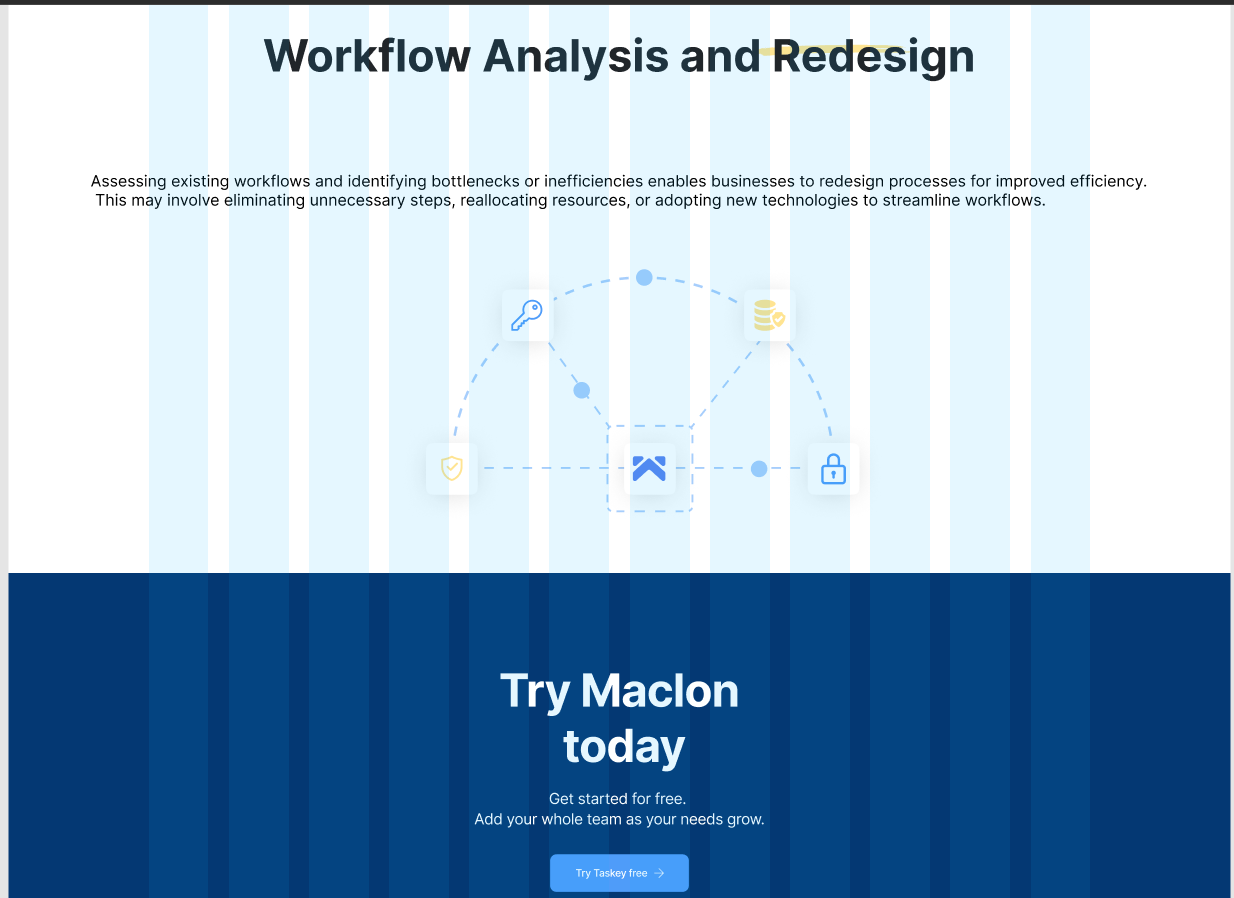 Workflow Analysis and Redesign
Assessing existing workflows and identifying bottlenecks or inefficiencies enables businesses to redesign processes for improved efficiency.
This may involve eliminating unnecessary steps, reallocating resources, or adopting new technologies to streamline workflows.
Try Maclon
today
Get started for free.
Add your whole team as your needs grow.
Try Taskey free